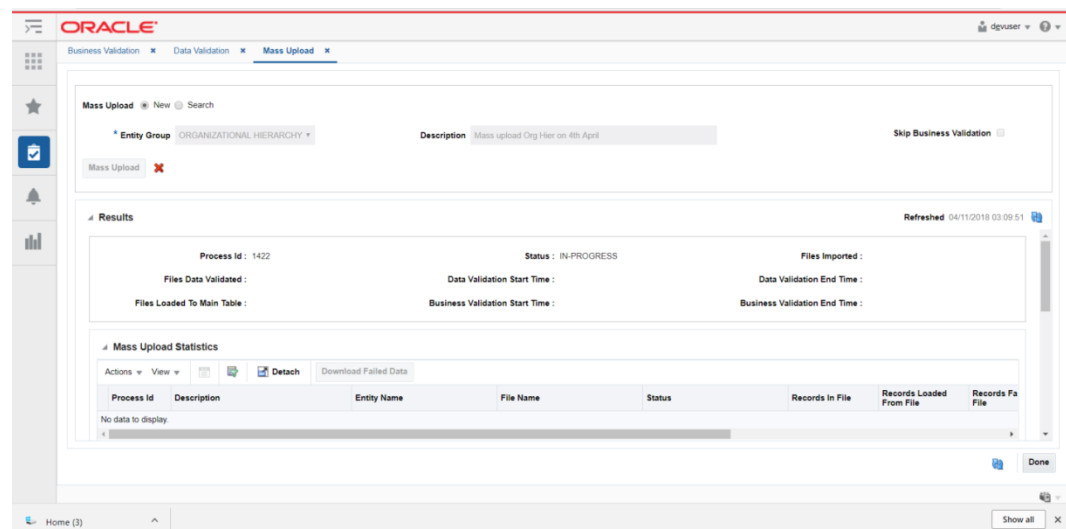 ORACLE
devuser
Business Validation
Data Validation
Mass Upload
Mass Upload New Search
* Entity Group ORGANIZATIONAL HIERARCHY
Description Mass upload Org Hier on 4th April
Skip Business Validation
Mass Upload
Results
Refreshed 04/11/2018 03:09:51
Process Id : 1422
Status : IN-PROGRESS
Files Imported :
Files Data Validated :
Data Validation Start Time :
Data Validation End Time :
Files Loaded To Main Table :
Business Validation Start Time :
Business Validation End Time :
Mass Upload Statistics
Actions View Detach Download Failed Data
Process Id Description Entity Name File Name Status Records In File Records Loaded From File Records Fa File
No data to display.
Done
Home (3)
Show all